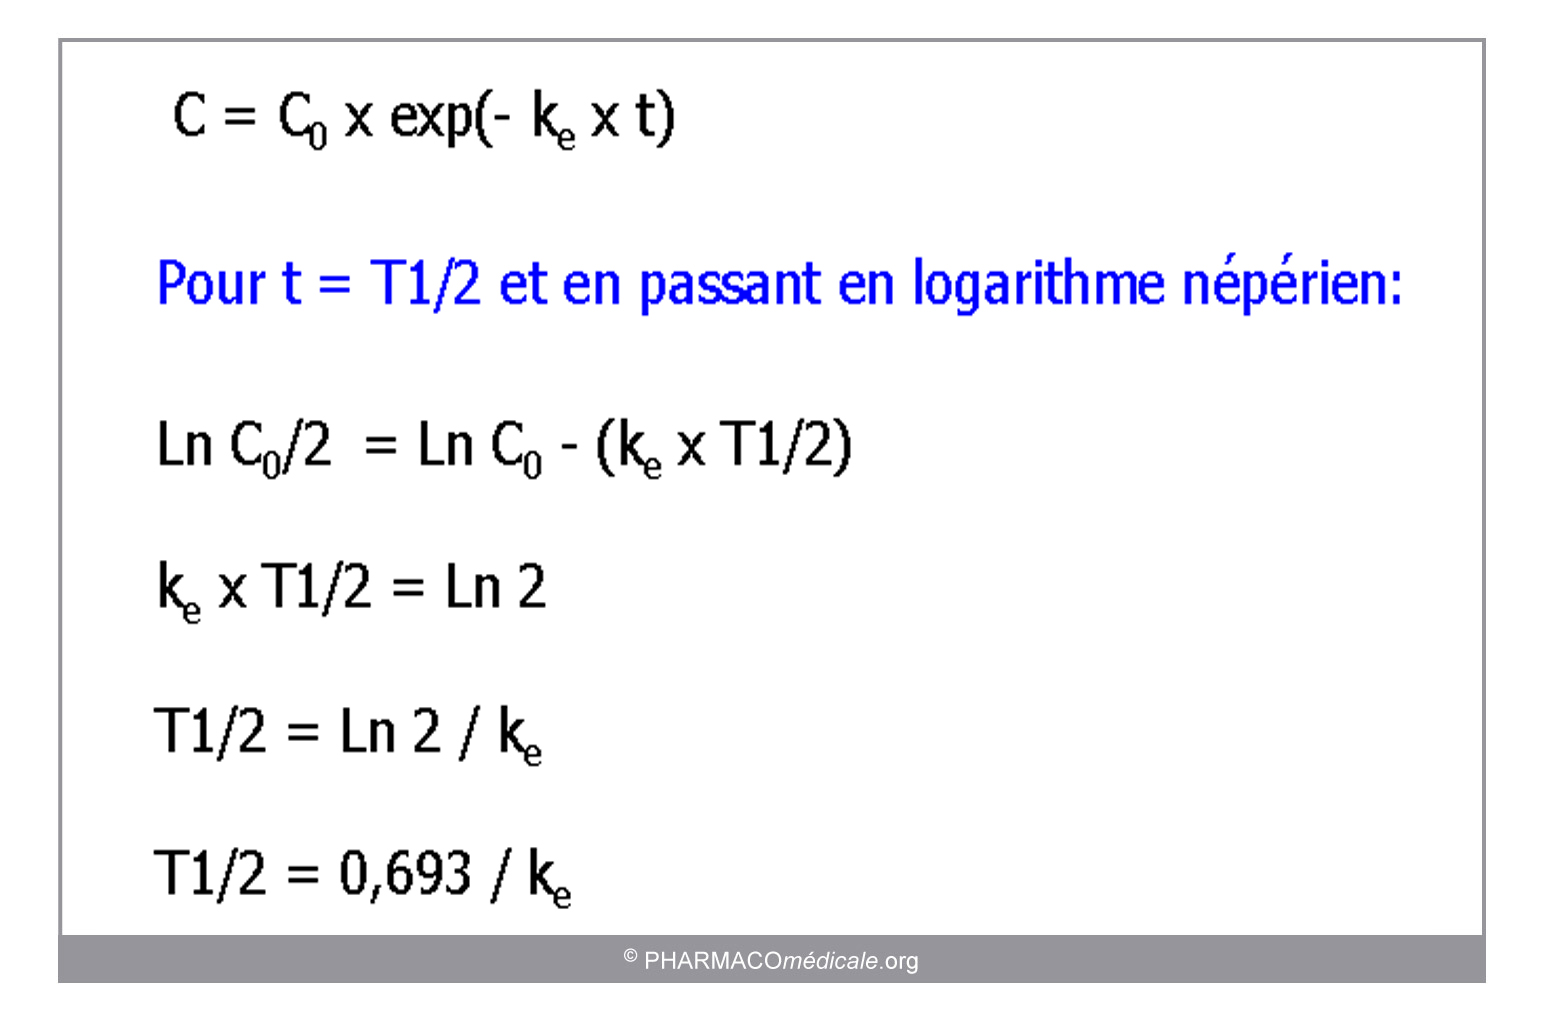 C = C₀ x exp(- kₑ x t)
Pour t = T1/2 et en passant en logarithme népérien:
Ln C₀/2 = Ln C₀ - (kₑ x T1/2)
kₑ x T1/2 = Ln 2
T1/2 = Ln 2 / kₑ
T1/2 = 0,693 / kₑ
© PHARMACOmédicale.org